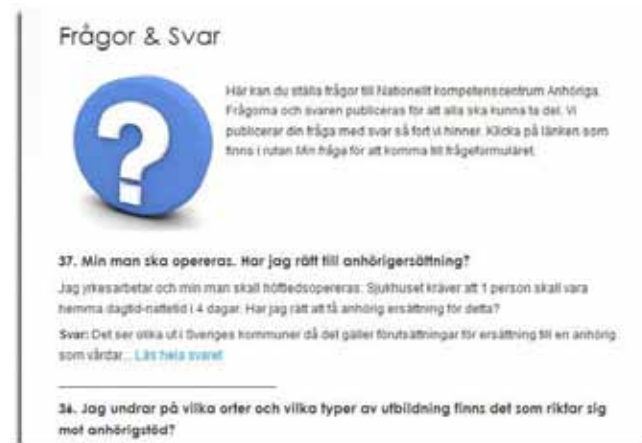 Frågor & Svar
Här kan du ställa frågor till Nationellt kompetenscentrum Anhöriga.
Frågorna och svaren publiceras för att alla ska kunna ta del. Vi
publicerar din fråga med svar så fort vi hinner. Klicka på länken som
finns i rutan Min fråga för att komma till frågeformuläret.
37. Min man ska opereras. Har jag rätt till anhörigersättning?
Jag yrkesarbetar och min man skall höftledsopereras. Sjukhuset kräver att 1 person skall vara
hemma dagtid-nattetid i 4 dagar. Har jag rätt att få anhörig ersättning för detta?
Svar: Det ser olika ut i Sveriges kommuner då det gäller förutsättningar för ersättning till en anhörig
som vårdar... Läs hela svaret
36. Jag undrar på vilka orter och vilka typer av utbildning finns det som riktar sig
mot anhörigstöd?